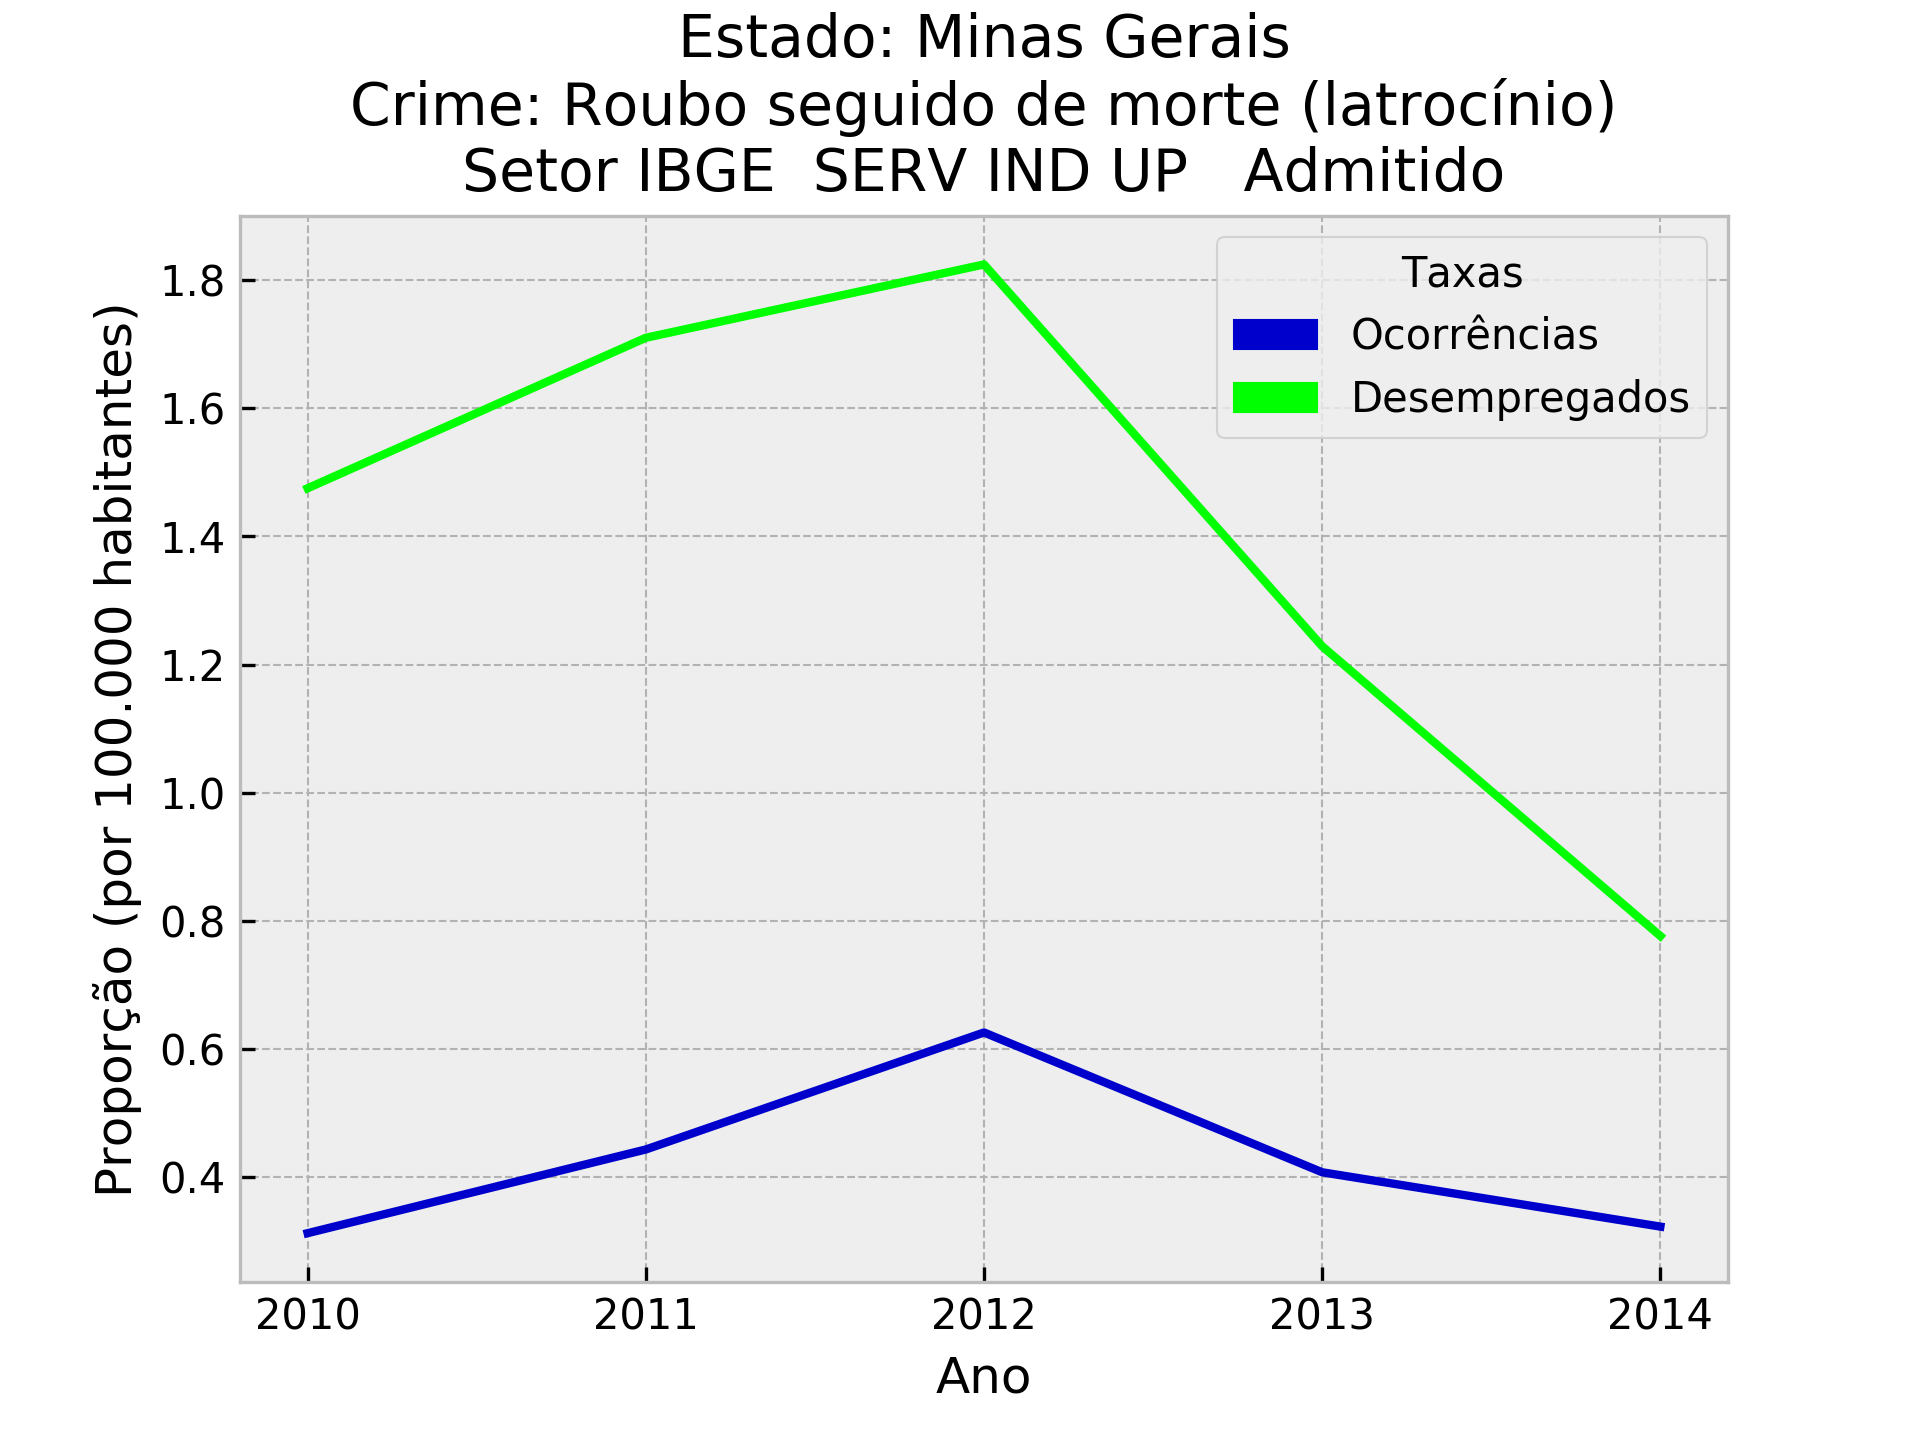 Estado: Minas Gerais
Crime: Roubo seguido de morte (latrocínio)
Setor IBGE  SERV IND UP   Admitido
Proporção (por 100.000 habitantes)
1.8
1.6
1.4
1.2
1.0
0.8
0.6
0.4
Taxas
Ocorrências
Desempregados
2010 2011 2012 2013 2014
Ano